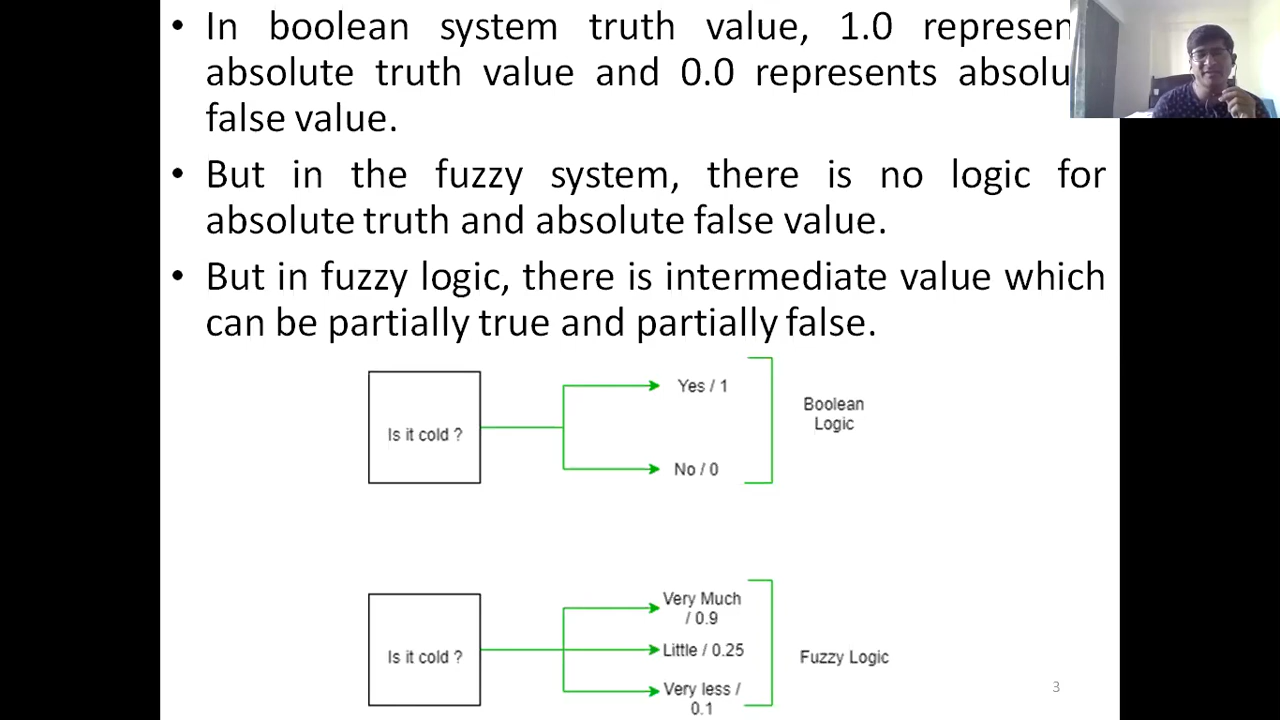 • In boolean system truth value, 1.0 represen
absolute truth value and 0.0 represents absolu
false value.
• But in the fuzzy system, there is no logic for
absolute truth and absolute false value.
• But in fuzzy logic, there is intermediate value which
can be partially true and partially false.
Is it cold ?
Yes / 1
No / 0
Boolean
Logic
Is it cold ?
Very Much
/ 0.9
Little / 0.25
Very less /
0.1
Fuzzy Logic
3